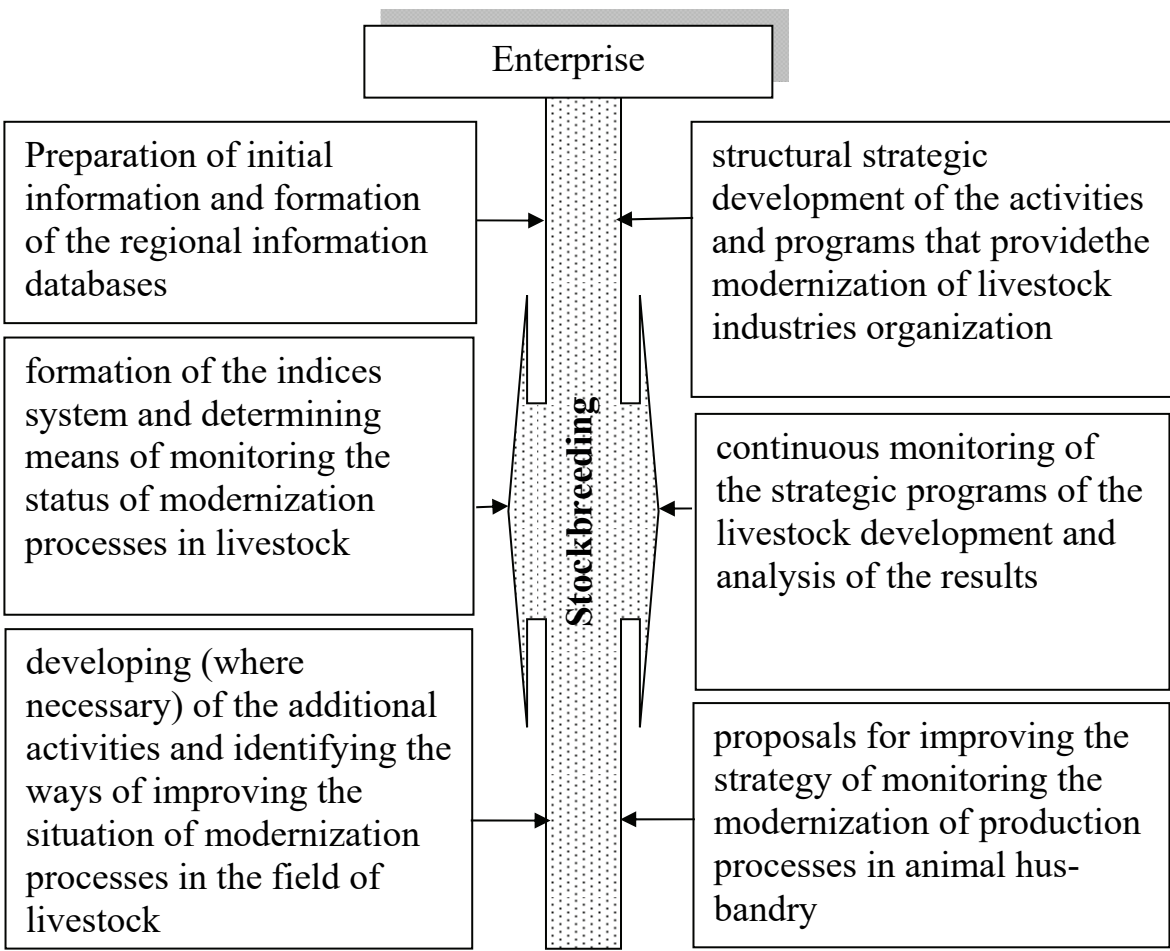 Enterprise
Preparation of initial
information and formation
of the regional information
databases
structural strategic
development of the activities
and programs that providethe
modernization of livestock
industries organization
formation of the indices
system and determining
means of monitoring the
status of modernization
processes in livestock
Stockbreeding
continuous monitoring of
the strategic programs of the
livestock development and
analysis of the results
developing (where
necessary) of the additional
activities and identifying the
ways of improving the
situation of modernization
processes in the field of
livestock
proposals for improving the
strategy of monitoring the
modernization of production
processes in animal hus-
bandry